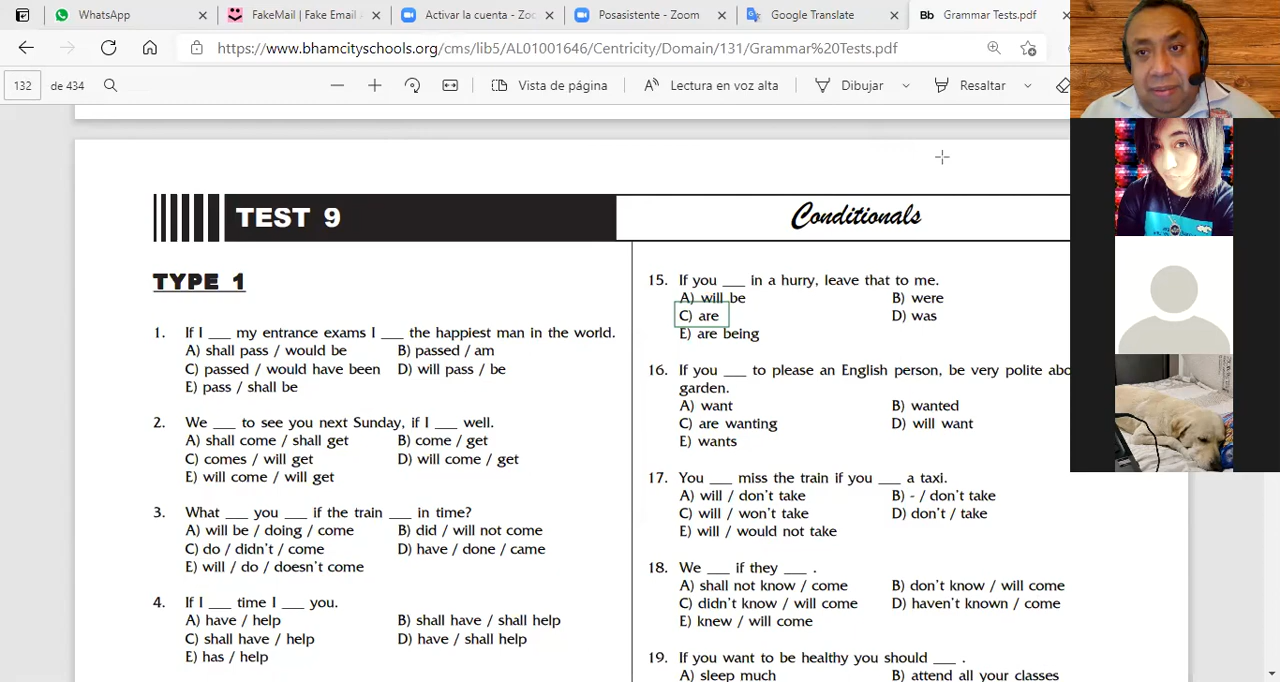 WhatsApp
FakeMail | Fake Email
Activar la cuenta - Zoo
Posasistente - Zoom
Google Translate
Bb Grammar Tests.pdf
https://www.bhamcityschools.org/cms/lib5/AL01001646/Centricity/Domain/131/Grammar%20Tests.pdf
132 de 434
Vista de página
Lectura en voz alta
Dibujar
Resaltar
TEST 9
Conditionals
TYPE 1
1. If I ___ my entrance exams I ___ the happiest man in the world.
A) shall pass / would be B) passed / am
C) passed / would have been D) will pass / be
E) pass / shall be
2. We ___ to see you next Sunday, if I ___ well.
A) shall come / shall get B) come / get
C) comes / will get D) will come / get
E) will come / will get
3. What ___ you ___ if the train ___ in time?
A) will be / doing / come B) did / will not come
C) do / didn't / come D) have / done / came
E) will / do / doesn't come
4. If I ___ time I ___ you.
A) have / help B) shall have / shall help
C) shall have / help D) have / shall help
E) has / help
15. If you ___ in a hurry, leave that to me.
A) will be B) were
C) are D) was
E) are being
16. If you ___ to please an English person, be very polite abo
garden.
A) want B) wanted
C) are wanting D) will want
E) wants
17. You ___ miss the train if you ___ a taxi.
A) will / don't take B) - / don't take
C) will / won't take D) don't / take
E) will / would not take
18. We ___ if they ___ .
A) shall not know / come B) don't know / will come
C) didn't know / will come D) haven't known / come
E) knew / will come
19. If you want to be healthy you should ___ .
A) sleep much B) attend all your classes